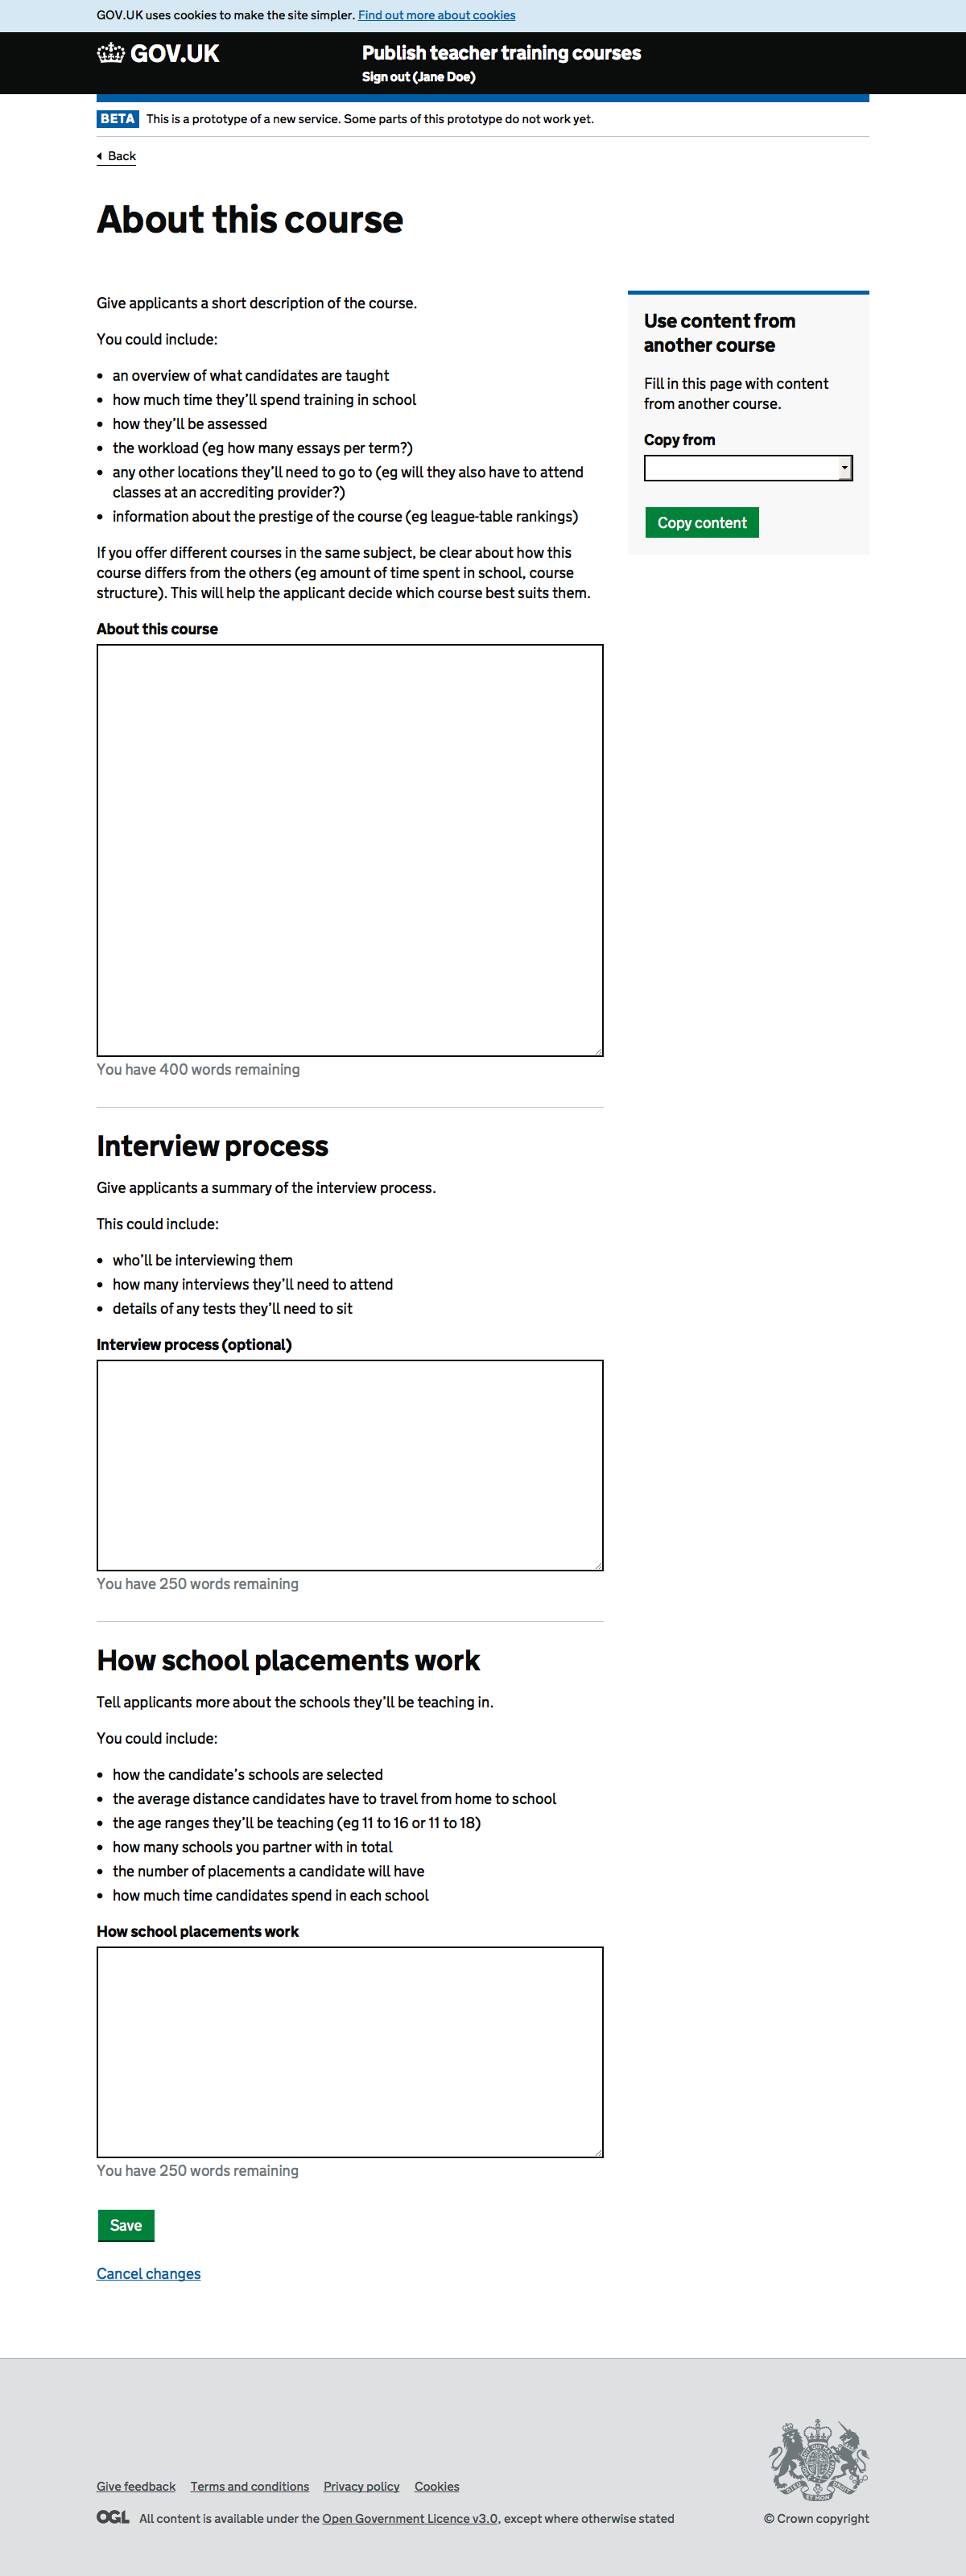 GOV.UK uses cookies to make the site simpler. Find out more about cookies
GOV.UK
Publish teacher training courses
Sign out (Jane Doe)
BETA This is a prototype of a new service. Some parts of this prototype do not work yet.
Back
About this course
Give applicants a short description of the course.
You could include:
• an overview of what candidates are taught
• how much time they’ll spend training in school
• how they’ll be assessed
• the workload (eg how many essays per term?)
• any other locations they’ll need to go to (eg will they also have to attend
classes at an accrediting provider?)
• information about the prestige of the course (eg league-table rankings)
If you offer different courses in the same subject, be clear about how this
course differs from the others (eg amount of time spent in school, course
structure). This will help the applicant decide which course best suits them.
Use content from
another course
Fill in this page with content
from another course.
Copy from
Copy content
About this course
You have 400 words remaining
Interview process
Give applicants a summary of the interview process.
This could include:
• who’ll be interviewing them
• how many interviews they’ll need to attend
• details of any tests they’ll need to sit
Interview process (optional)
You have 250 words remaining
How school placements work
Tell applicants more about the schools they’ll be teaching in.
You could include:
• how the candidate’s schools are selected
• the average distance candidates have to travel from home to school
• the age ranges they’ll be teaching (eg 11 to 16 or 11 to 18)
• how many schools you partner with in total
• the number of placements a candidate will have
• how much time candidates spend in each school
How school placements work
You have 250 words remaining
Save
Cancel changes
Give feedback Terms and conditions Privacy policy Cookies
OGL All content is available under the Open Government Licence v3.0, except where otherwise stated
© Crown copyright